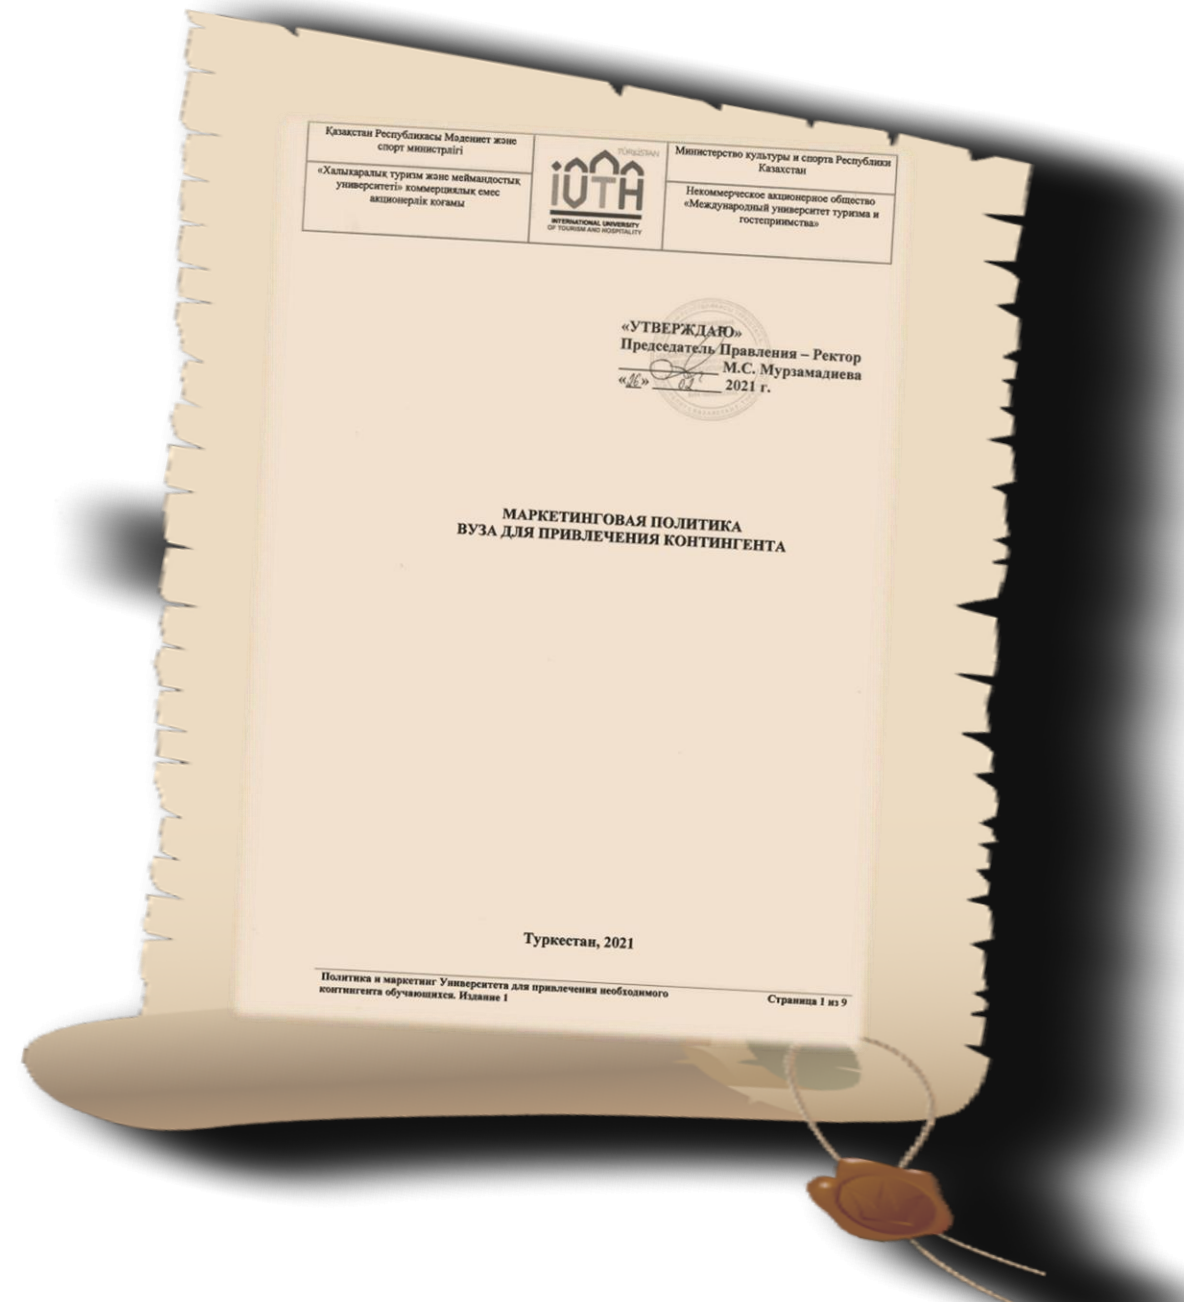 Қазақстан Республикасы Мәдениет және
спорт министрлігі
«Халықаралық туризм және меймандостық
университеті» коммерциялық емес
акционерлік қоғамы
TÜRKISTAN
IUTH
INTERNATIONAL UNIVERSITY
OF TOURISM AND HOSPITALITY
Министерство культуры и спорта Республики
Казахстан
Некоммерческое акционерное общество
«Международный университет туризма и
гостеприимства»
«УТВЕРЖДАЮ»
Председатель Правления – Ректор
М.С. Мурзамадиева
«26» 02 2021 г.
МАРКЕТИНГОВАЯ ПОЛИТИКА
ВУЗА ДЛЯ ПРИВЛЕЧЕНИЯ КОНТИНГЕНТА
Туркестан, 2021
Политика и маркетинг Университета для привлечения необходимого
контингента обучающихся. Издание 1
Страница 1 из 9